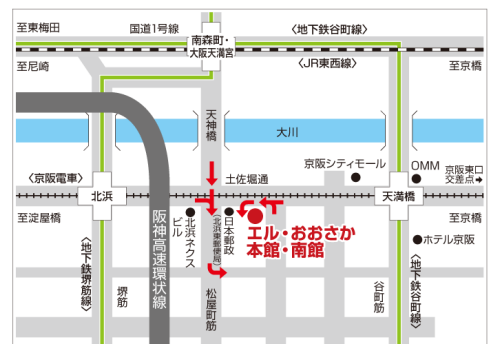 至東梅田
国道1号線
〈地下鉄谷町線〉
南森町・
大阪天満宮
至尼崎
〈JR東西線〉
至京橋
天神橋
大川
京阪シティモール
OMM
京阪東口
交差点➡
〈京阪電車〉
土佐堀通
北浜
天満橋
至淀屋橋
至京橋
阪神高速環状線
北浜ネクス
ビル
日本郵政
(北浜東郵便局)
エル・おおさか
本館・南館
ホテル京阪
〈地下鉄堺筋線〉
堺筋
松屋町筋
谷町筋
〈地下鉄谷町線〉